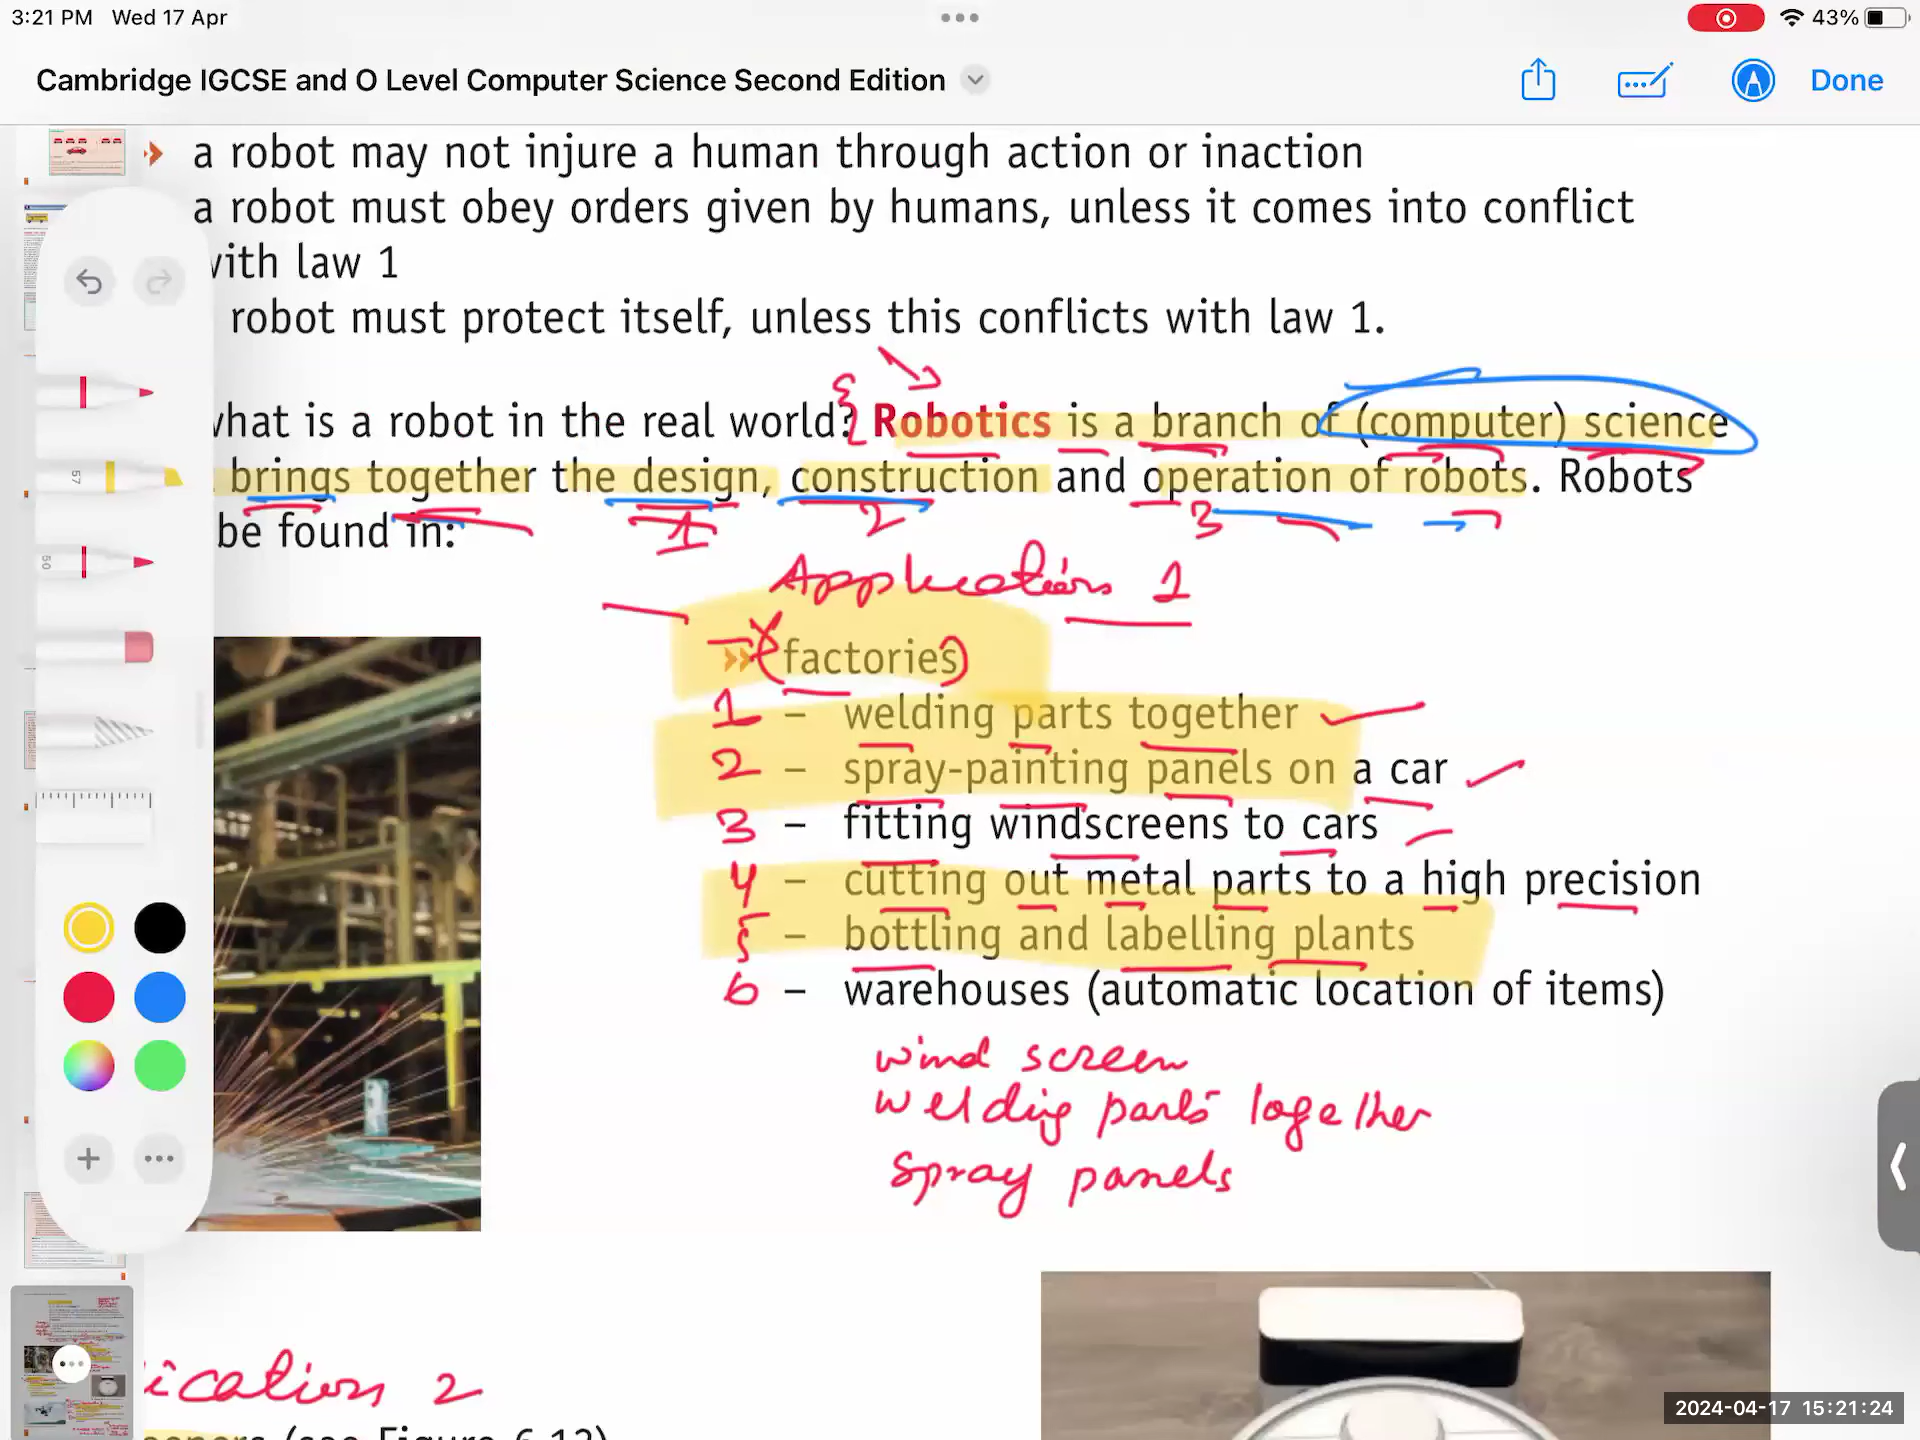 3:21 PM Wed 17 Apr
43%
Cambridge IGCSE and O Level Computer Science Second Edition
Done
a robot may not injure a human through action or inaction
a robot must obey orders given by humans, unless it comes into conflict
with law 1
robot must protect itself, unless this conflicts with law 1.
what is a robot in the real world? Robotics is a branch of (computer) science
brings together the design, construction and operation of robots. Robots
be found in:
1 2 3
Applications 1
» factories
1 – welding parts together
2 – spray-painting panels on a car
3 – fitting windscreens to cars
4 – cutting out metal parts to a high precision
5 – bottling and labelling plants
6 – warehouses (automatic location of items)
wind screen
welding parts together
Spray panels
57
50
ication 2
(see Figure 6.12)
2024-04-17 15:21:24